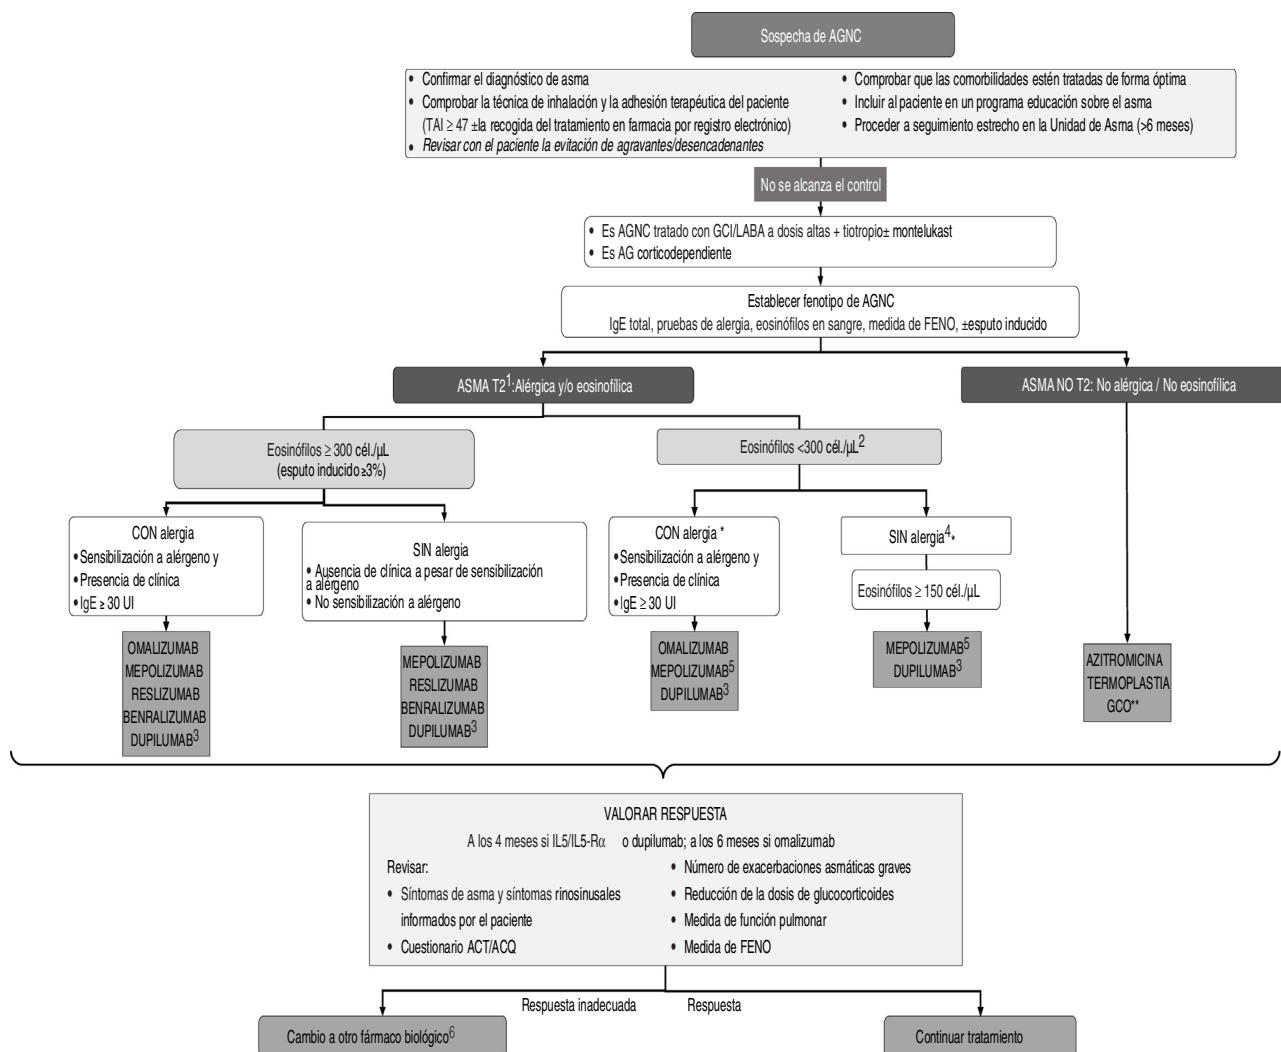 Sospecha de AGNC
• Confirmar el diagnóstico de asma
• Comprobar la técnica de inhalación y la adhesión terapéutica del paciente
(TAI ≥ 47 ±la recogida del tratamiento en farmacia por registro electrónico)
• Revisar con el paciente la evitación de agravantes/desencadenantes
• Comprobar que las comorbilidades estén tratadas de forma óptima
• Incluir al paciente en un programa educación sobre el asma
• Proceder a seguimiento estrecho en la Unidad de Asma (>6 meses)
No se alcanza el control
• Es AGNC tratado con GCI/LABA a dosis altas + tiotropio± montelukast
• Es AG corticodependiente
Establecer fenotipo de AGNC
IgE total, pruebas de alergia, eosinófilos en sangre, medida de FENO, ±esputo inducido
ASMA T2¹:Alérgica y/o eosinofílica
ASMA NO T2: No alérgica / No eosinofílica
Eosinófilos ≥ 300 cél./µL
(esputo inducido ≥3%)
Eosinófilos <300 cél./µL²
CON alergia
• Sensibilización a alérgeno y
• Presencia de clínica
• IgE ≥ 30 UI
SIN alergia
• Ausencia de clínica a pesar de sensibilización
a alérgeno
• No sensibilización a alérgeno
CON alergia *
• Sensibilización a alérgeno y
• Presencia de clínica
• IgE ≥ 30 UI
SIN alergia⁴*
Eosinófilos ≥ 150 cél./µL
OMALIZUMAB
MEPOLIZUMAB
RESLIZUMAB
BENRALIZUMAB
DUPILUMAB³
MEPOLIZUMAB
RESLIZUMAB
BENRALIZUMAB
DUPILUMAB³
OMALIZUMAB
MEPOLIZUMAB⁵
DUPILUMAB³
MEPOLIZUMAB⁵
DUPILUMAB³
AZITROMICINA
TERMOPLASTIA
GCO**
VALORAR RESPUESTA
A los 4 meses si IL5/IL5-Rα o dupilumab; a los 6 meses si omalizumab
Revisar:
• Síntomas de asma y síntomas rinosinusales
informados por el paciente
• Cuestionario ACT/ACQ
• Número de exacerbaciones asmáticas graves
• Reducción de la dosis de glucocorticoides
• Medida de función pulmonar
• Medida de FENO
Respuesta inadecuada
Respuesta
Cambio a otro fármaco biológico⁶
Continuar tratamiento